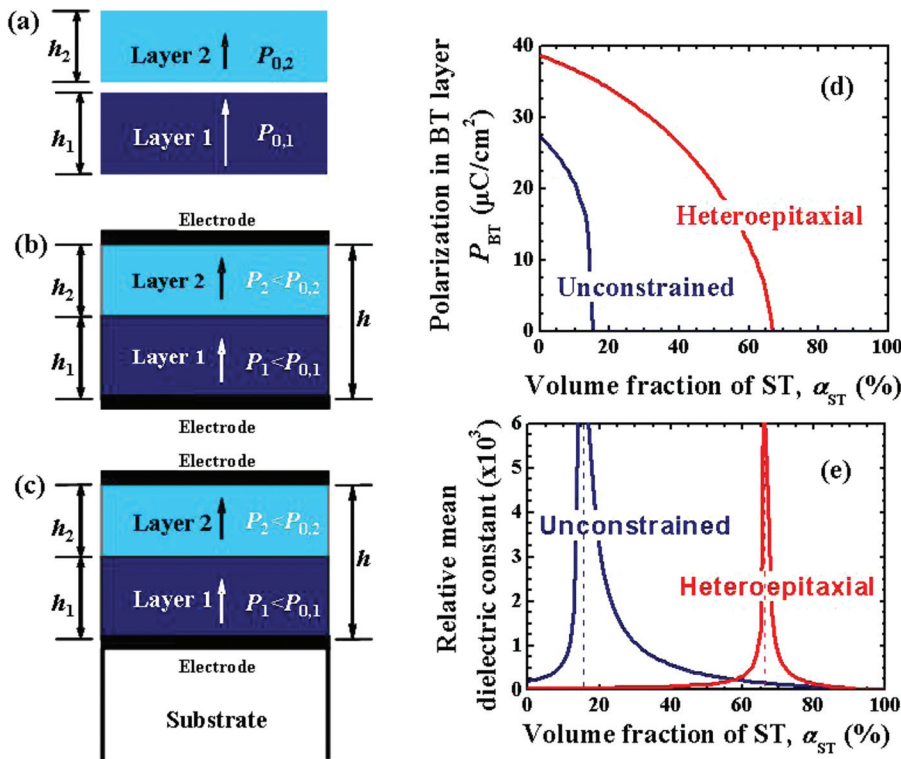 (a)
h₂
Layer 2
P₀,₂
h₁
Layer 1
P₀,₁
Electrode
(b)
h₂
Layer 2
P₂<P₀,₂
h
h₁
Layer 1
P₁<P₀,₁
Electrode
Electrode
(c)
h₂
Layer 2
P₂<P₀,₂
h
h₁
Layer 1
P₁<P₀,₁
Electrode
Substrate
Polarization in BT layer
P_BT (μC/cm²)
40
30
20
10
0
(d)
Heteroepitaxial
Unconstrained
0 20 40 60 80 100
Volume fraction of ST, α_ST (%)
Relative mean
dielectric constant (x10³)
6
5
4
3
2
1
0
(e)
Unconstrained
Heteroepitaxial
0 20 40 60 80 100
Volume fraction of ST, α_ST (%)